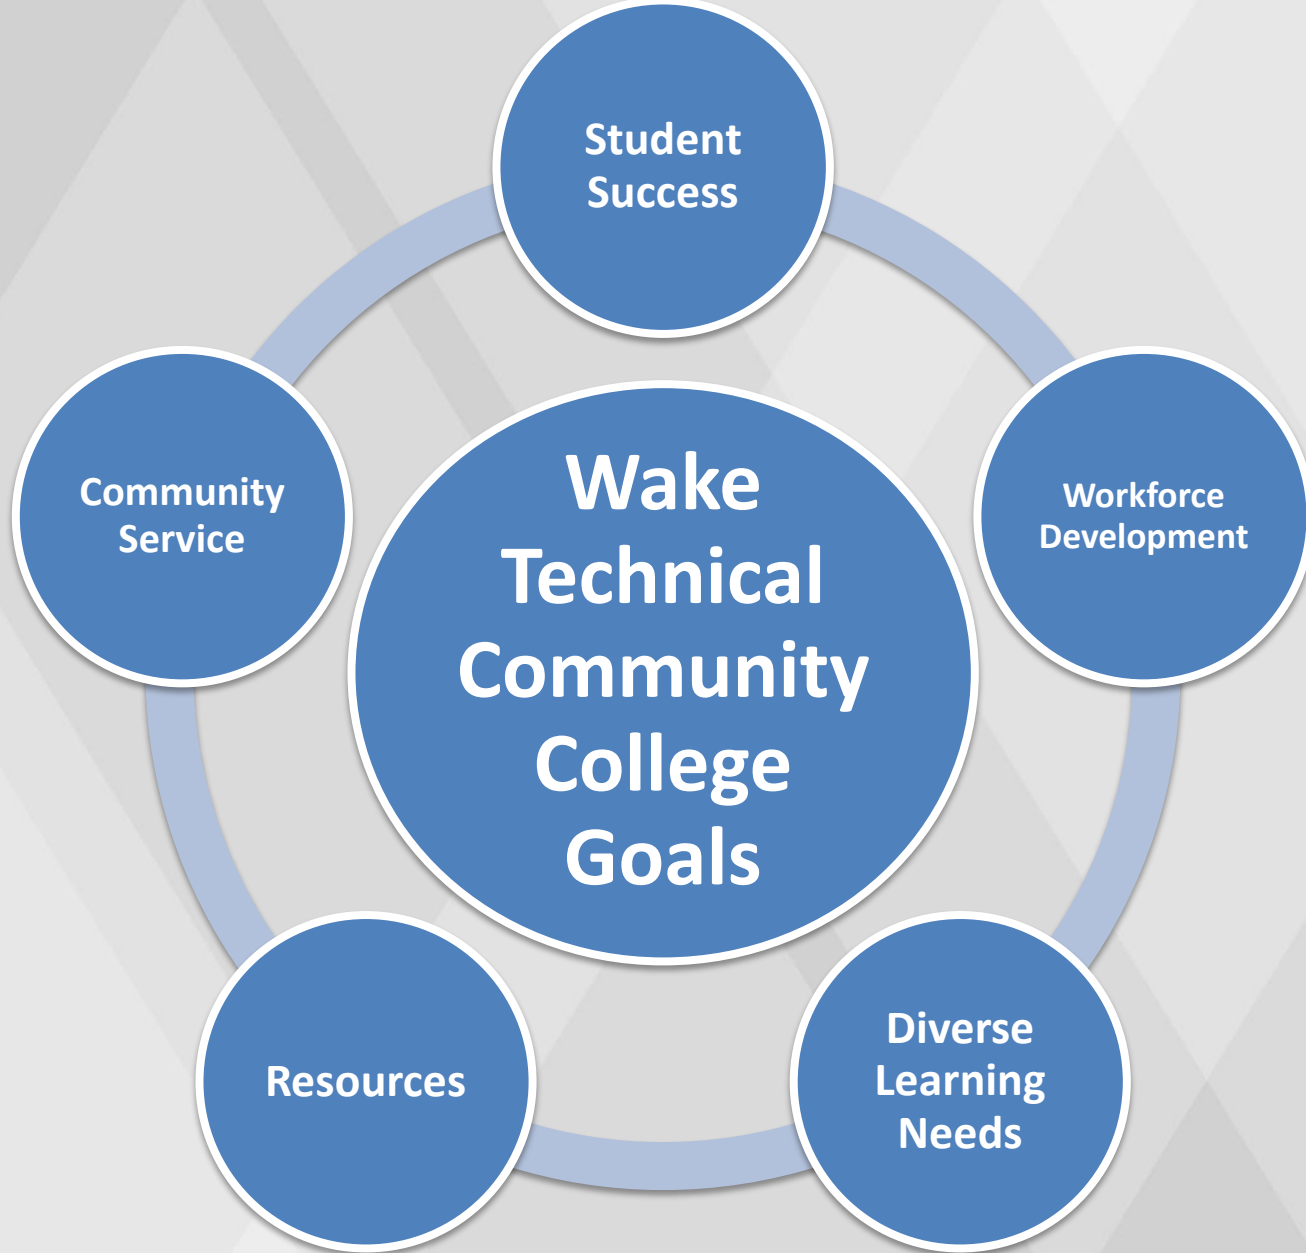 Student
Success
Workforce
Development
Diverse
Learning
Needs
Resources
Community
Service
Wake
Technical
Community
College
Goals